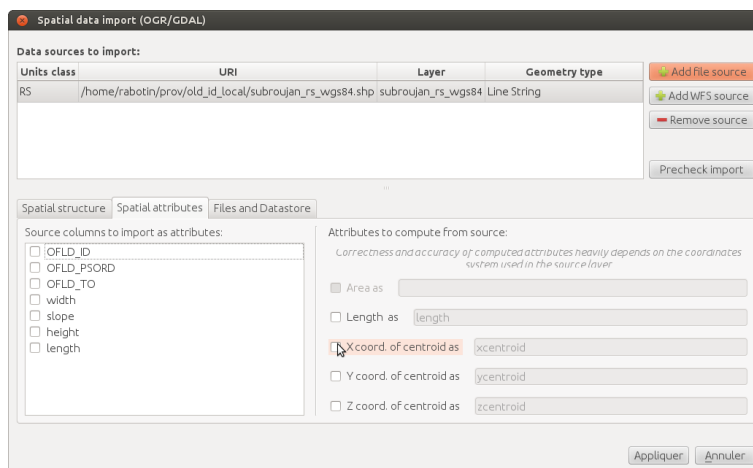 Spatial data import (OGR/GDAL)
Data sources to import:
Units class URI Layer Geometry type
RS /home/rabotin/prov/old_id_local/subroujan_rs_wgs84.shp subroujan_rs_wgs84 Line String
Add file source
Add WFS source
Remove source
Precheck import
Spatial structure Spatial attributes Files and Datastore
Source columns to import as attributes:
OFLD_ID
OFLD_PSORD
OFLD_TO
width
slope
height
length
Attributes to compute from source:
Correctness and accuracy of computed attributes heavily depends on the coordinates
system used in the source layer
Area as
Length as length
X coord. of centroid as xcentroid
Y coord. of centroid as ycentroid
Z coord. of centroid as zcentroid
Appliquer Annuler